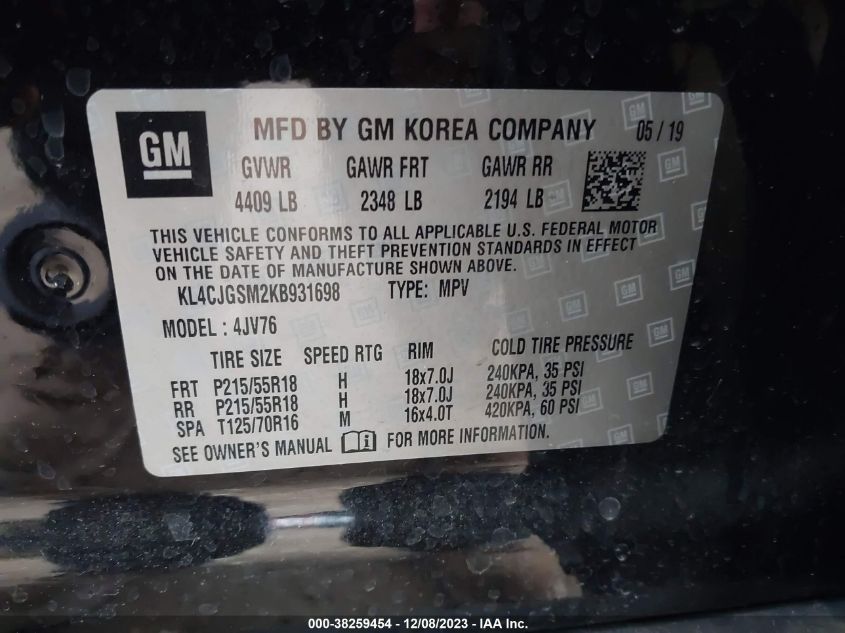 GM
MFD BY GM KOREA COMPANY 05 / 19
GVWR GAWR FRT GAWR RR
4409 LB 2348 LB 2194 LB
THIS VEHICLE CONFORMS TO ALL APPLICABLE U.S. FEDERAL MOTOR
VEHICLE SAFETY AND THEFT PREVENTION STANDARDS IN EFFECT
ON THE DATE OF MANUFACTURE SHOWN ABOVE.
KL4CJGSM2KB931698 TYPE: MPV
MODEL : 4JV76
TIRE SIZE SPEED RTG RIM COLD TIRE PRESSURE
FRT P215/55R18 H 18x7.0J 240KPA, 35 PSI
RR P215/55R18 H 18x7.0J 240KPA, 35 PSI
SPA T125/70R16 M 16x4.0T 420KPA, 60 PSI
SEE OWNER'S MANUAL FOR MORE INFORMATION.
000-38259454 - 12/08/2023 - IAA Inc.